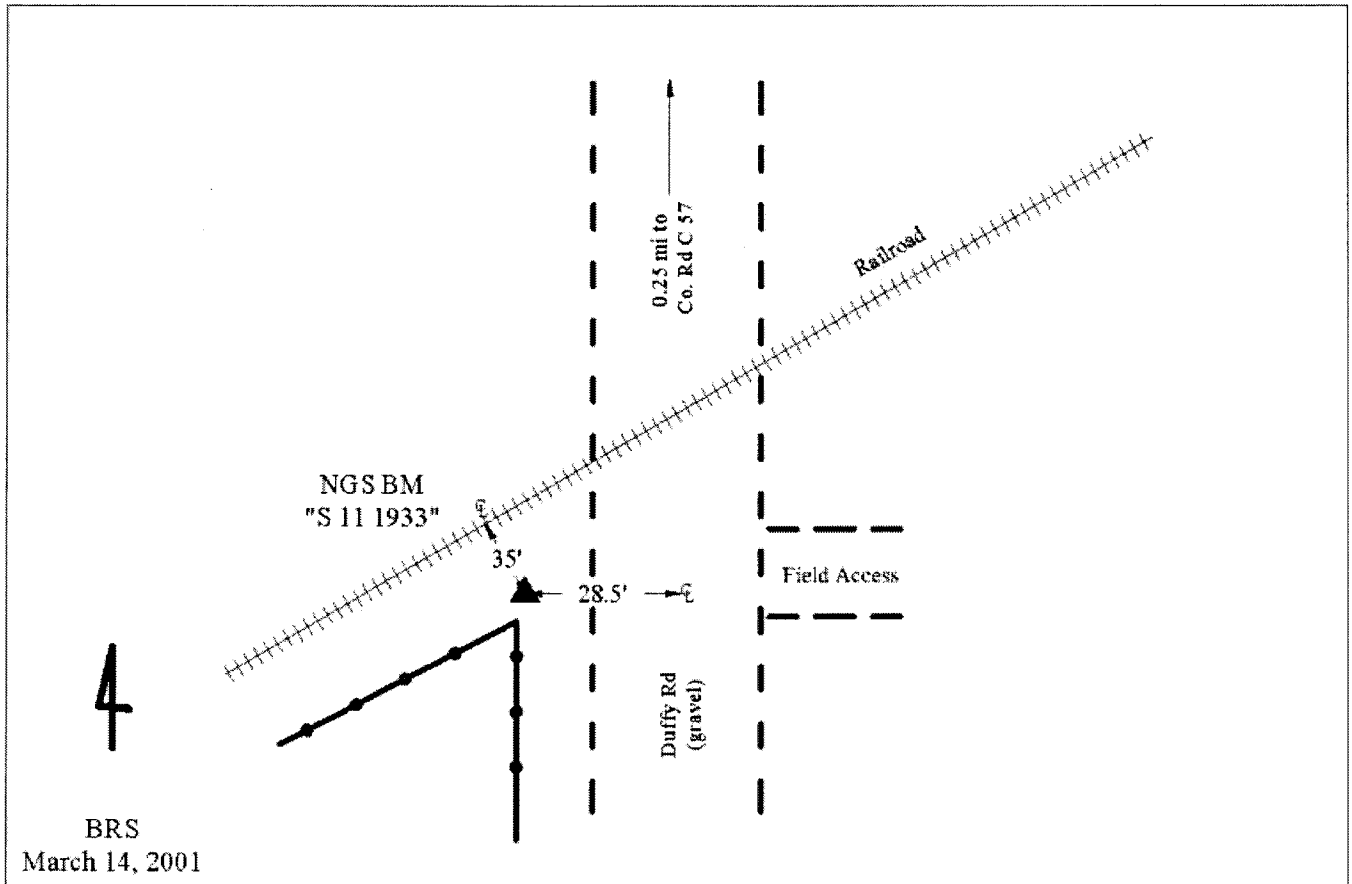 0.25 mi to
Co. Rd C 57
Railroad
NGS BM
"S 11 1933"
℄
35'
28.5'
℄
Field Access
Duffy Rd
(gravel)
BRS
March 14, 2001